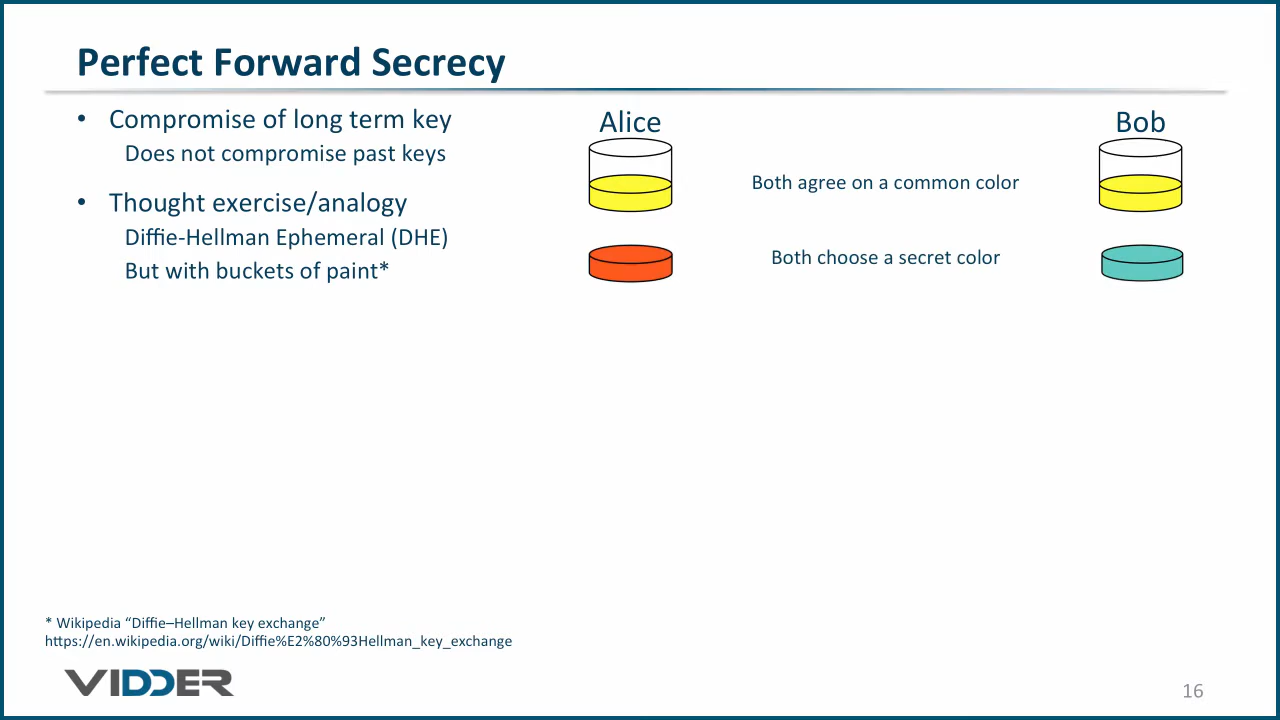 Perfect Forward Secrecy
• Compromise of long term key
Does not compromise past keys
• Thought exercise/analogy
Diffie-Hellman Ephemeral (DHE)
But with buckets of paint*
Alice
Bob
Both agree on a common color
Both choose a secret color
* Wikipedia “Diffie–Hellman key exchange”
https://en.wikipedia.org/wiki/Diffie%E2%80%93Hellman_key_exchange
VIDDER
16